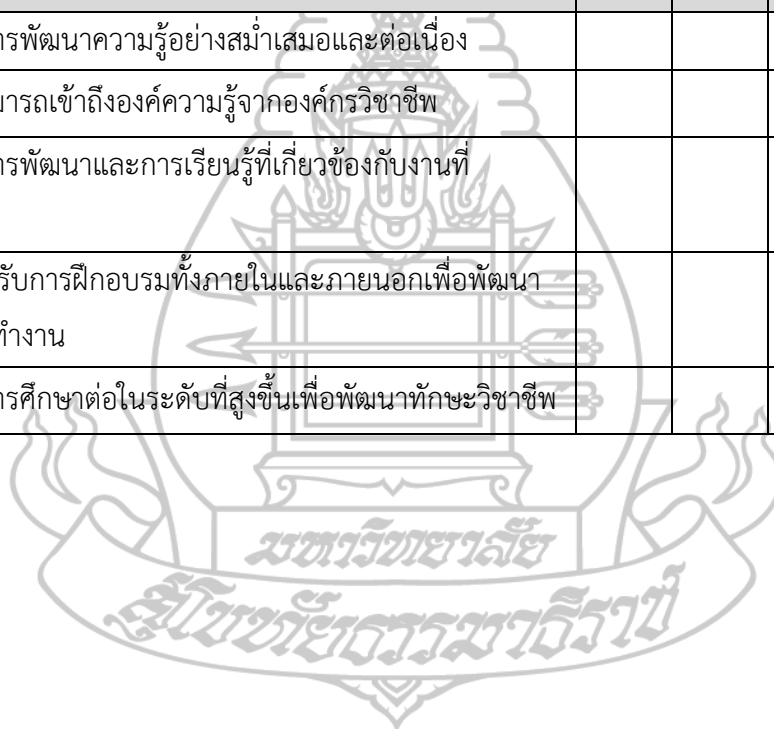 ารพัฒนาความรู้อย่างสม่ำเสมอและต่อเนื่อง
มารถเข้าถึงองค์ความรู้จากองค์กรวิชาชีพ
ารพัฒนาและการเรียนรู้ที่เกี่ยวข้องกับงานที่
รับการฝึกอบรมทั้งภายในและภายนอกเพื่อพัฒนา
ทำงาน
ารศึกษาต่อในระดับที่สูงขึ้นเพื่อพัฒนาทักษะวิชาชีพ
มหาวิทยาลัย
สุโขทัยธรรมาธิราช